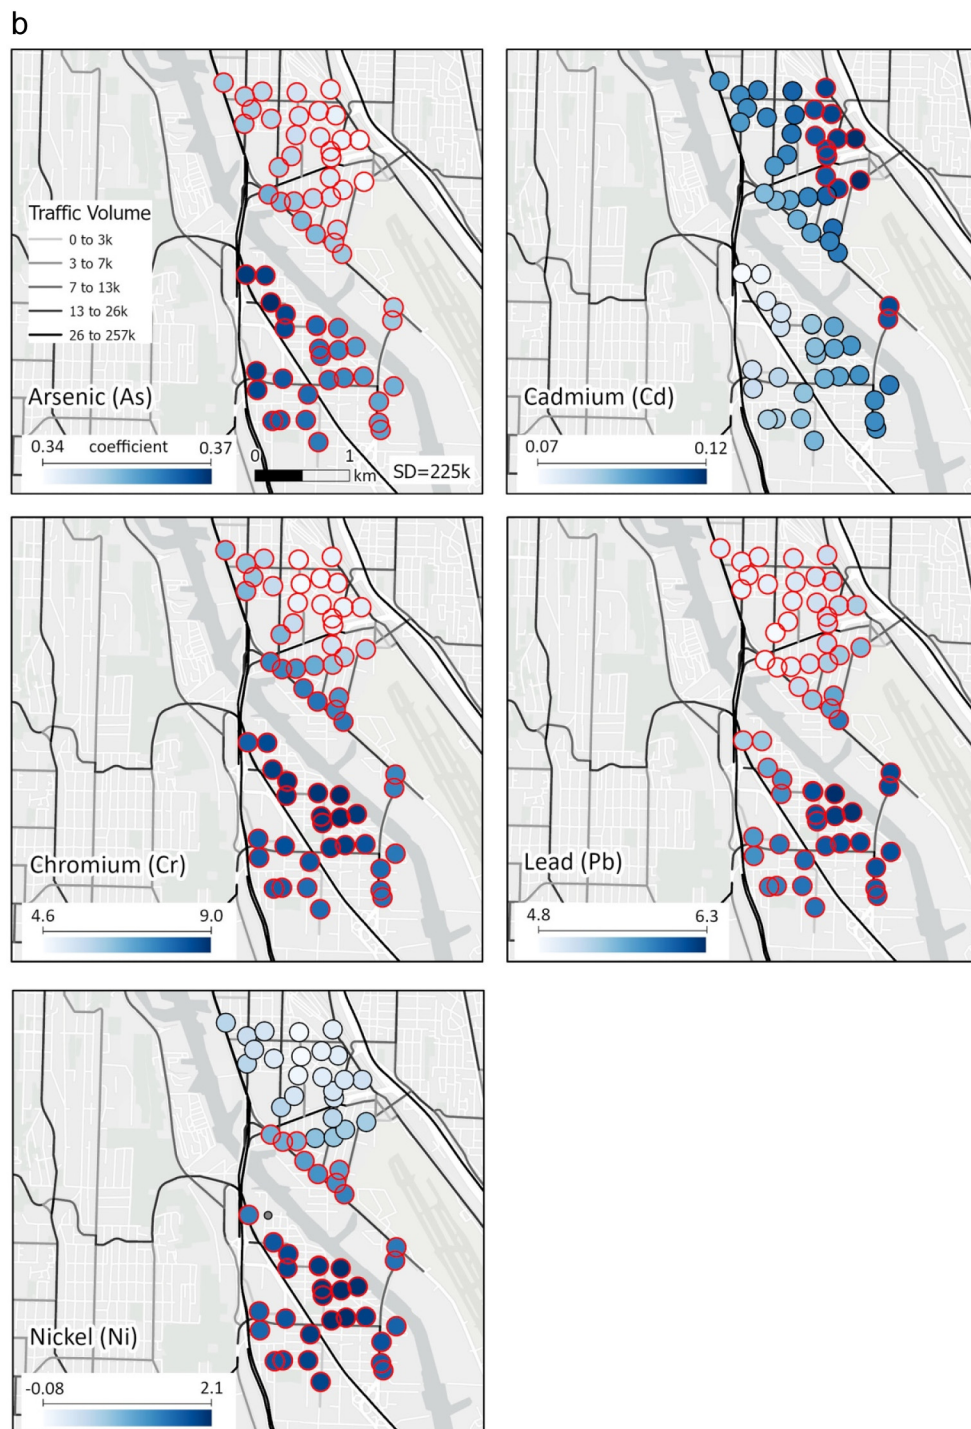 b
Traffic Volume
0 to 3k
3 to 7k
7 to 13k
13 to 26k
26 to 257k
Arsenic (As)
0.34 coefficient 0.37
0 1
km
SD=225k
Cadmium (Cd)
0.07 0.12
Chromium (Cr)
4.6 9.0
Lead (Pb)
4.8 6.3
Nickel (Ni)
-0.08 2.1